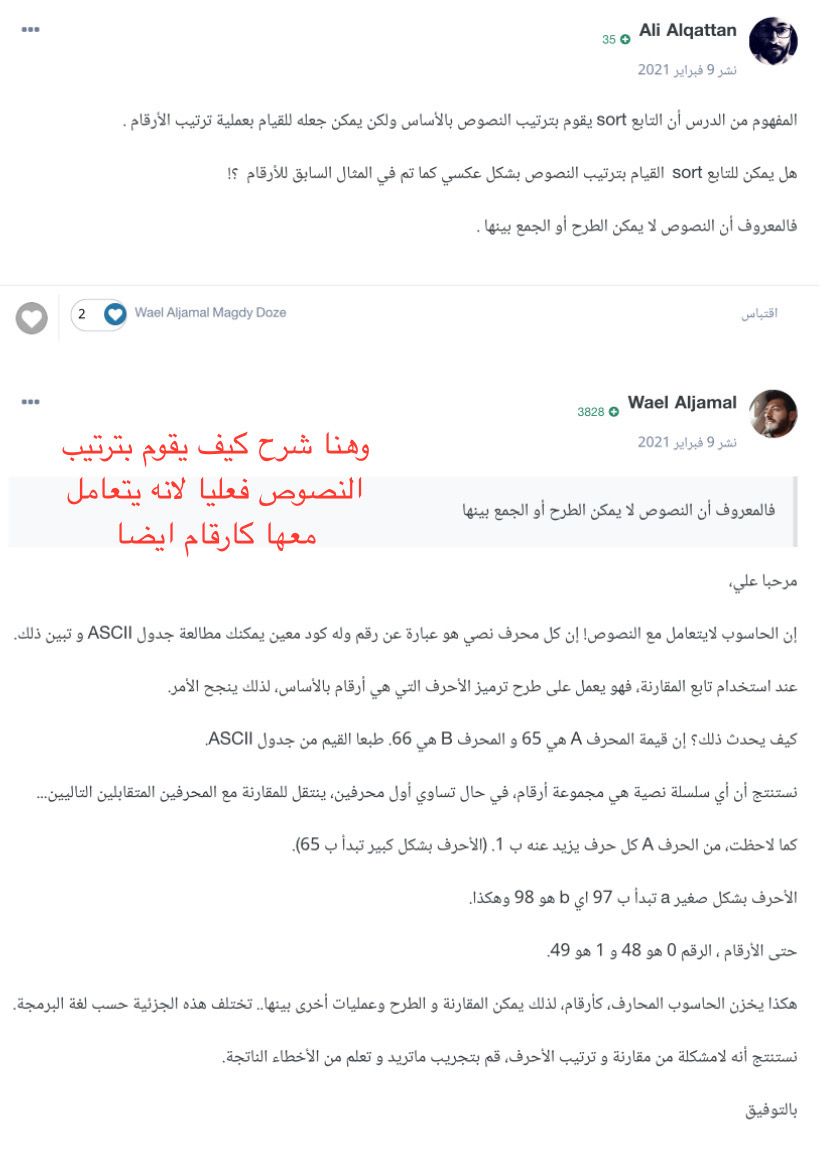 Ali Alqattan
35
نشر 9 فبراير 2021
المفهوم من الدرس أن التابع sort يقوم بترتيب النصوص بالأساس ولكن يمكن جعله للقيام بعملية ترتيب الأرقام .
هل يمكن للتابع sort القيام بترتيب النصوص بشكل عكسي كما تم في المثال السابق للأرقام ؟!
فالمعروف أن النصوص لا يمكن الطرح أو الجمع بينها .
اقتباس
2 Wael Aljamal Magdy Doze
Wael Aljamal
3828
نشر 9 فبراير 2021
وهنا شرح كيف يقوم بترتيب
النصوص فعليا لانه يتعامل
معها كارقام ايضا
فالمعروف أن النصوص لا يمكن الطرح أو الجمع بينها
مرحبا علي،
إن الحاسوب لايتعامل مع النصوص! إن كل محرف نصي هو عبارة عن رقم وله كود معين يمكنك مطالعة جدول ASCII و تبين ذلك.
عند استخدام تابع المقارنة، فهو يعمل على طرح ترميز الأحرف التي هي أرقام بالأساس، لذلك ينجح الأمر.
كيف يحدث ذلك؟ إن قيمة المحرف A هي 65 و المحرف B هي 66. طبعا القيم من جدول ASCII.
نستنتج أن أي سلسلة نصية هي مجموعة أرقام، في حال تساوي أول محرفين، ينتقل للمقارنة مع المحرفين المتقابلين التاليين...
كما لاحظت، من الحرف A كل حرف يزيد عنه ب 1. (الأحرف بشكل كبير تبدأ ب 65).
الأحرف بشكل صغير a تبدأ ب 97 اي b هو 98 وهكذا.
حتى الأرقام ، الرقم 0 هو 48 و 1 هو 49.
هكذا يخزن الحاسوب المحارف، كأرقام، لذلك يمكن المقارنة و الطرح وعمليات أخرى بينها.. تختلف هذه الجزئية حسب لغة البرمجة.
نستنتج أنه لامشكلة من مقارنة و ترتيب الأحرف، قم بتجريب ماتريد و تعلم من الأخطاء الناتجة.
بالتوفيق